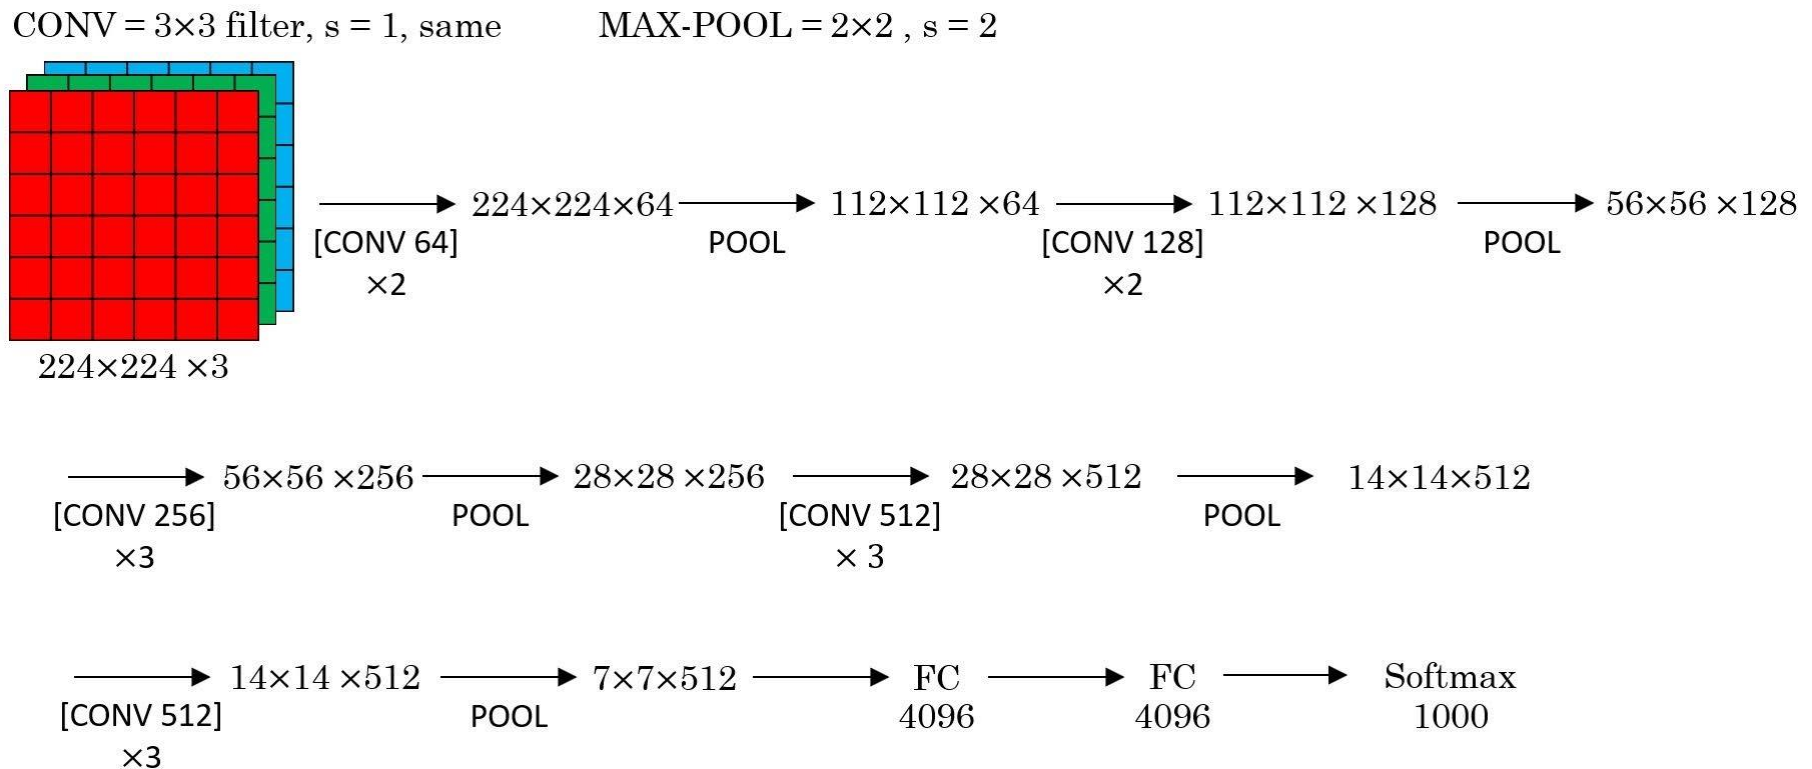 CONV = 3×3 filter, s = 1, same
MAX-POOL = 2×2 , s = 2
224×224 ×3
[CONV 64]
×2
224×224×64
POOL
112×112 ×64
[CONV 128]
×2
112×112 ×128
POOL
56×56 ×128
[CONV 256]
×3
56×56 ×256
POOL
28×28 ×256
[CONV 512]
× 3
28×28 ×512
POOL
14×14×512
[CONV 512]
×3
14×14 ×512
POOL
7×7×512
FC
4096
FC
4096
Softmax
1000